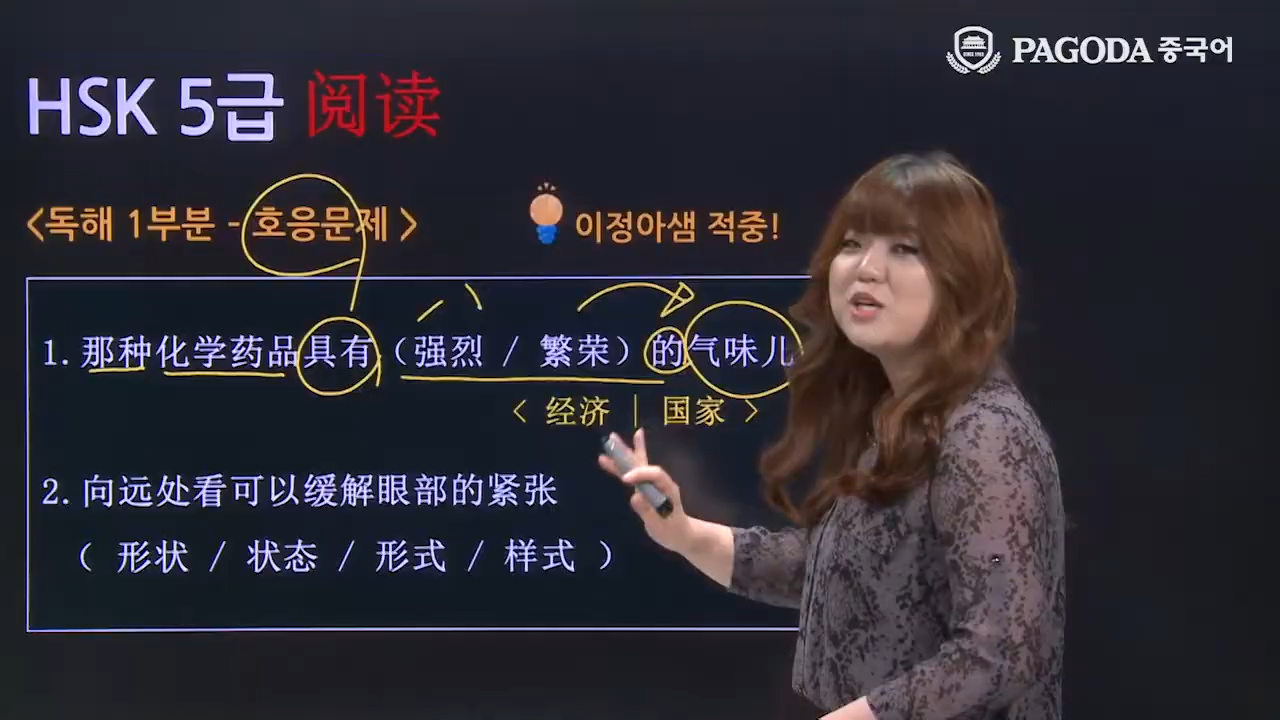 PAGODA 중국어
HSK 5급 阅读
<독해 1부분 - 호응문제 >
이정아샘 적중!
1. 那种化学药品具有（强烈 / 繁荣）的气味儿
< 经济 | 国家 >
2. 向远处看可以缓解眼部的紧张
（ 形状 / 状态 / 形式 / 样式 ）